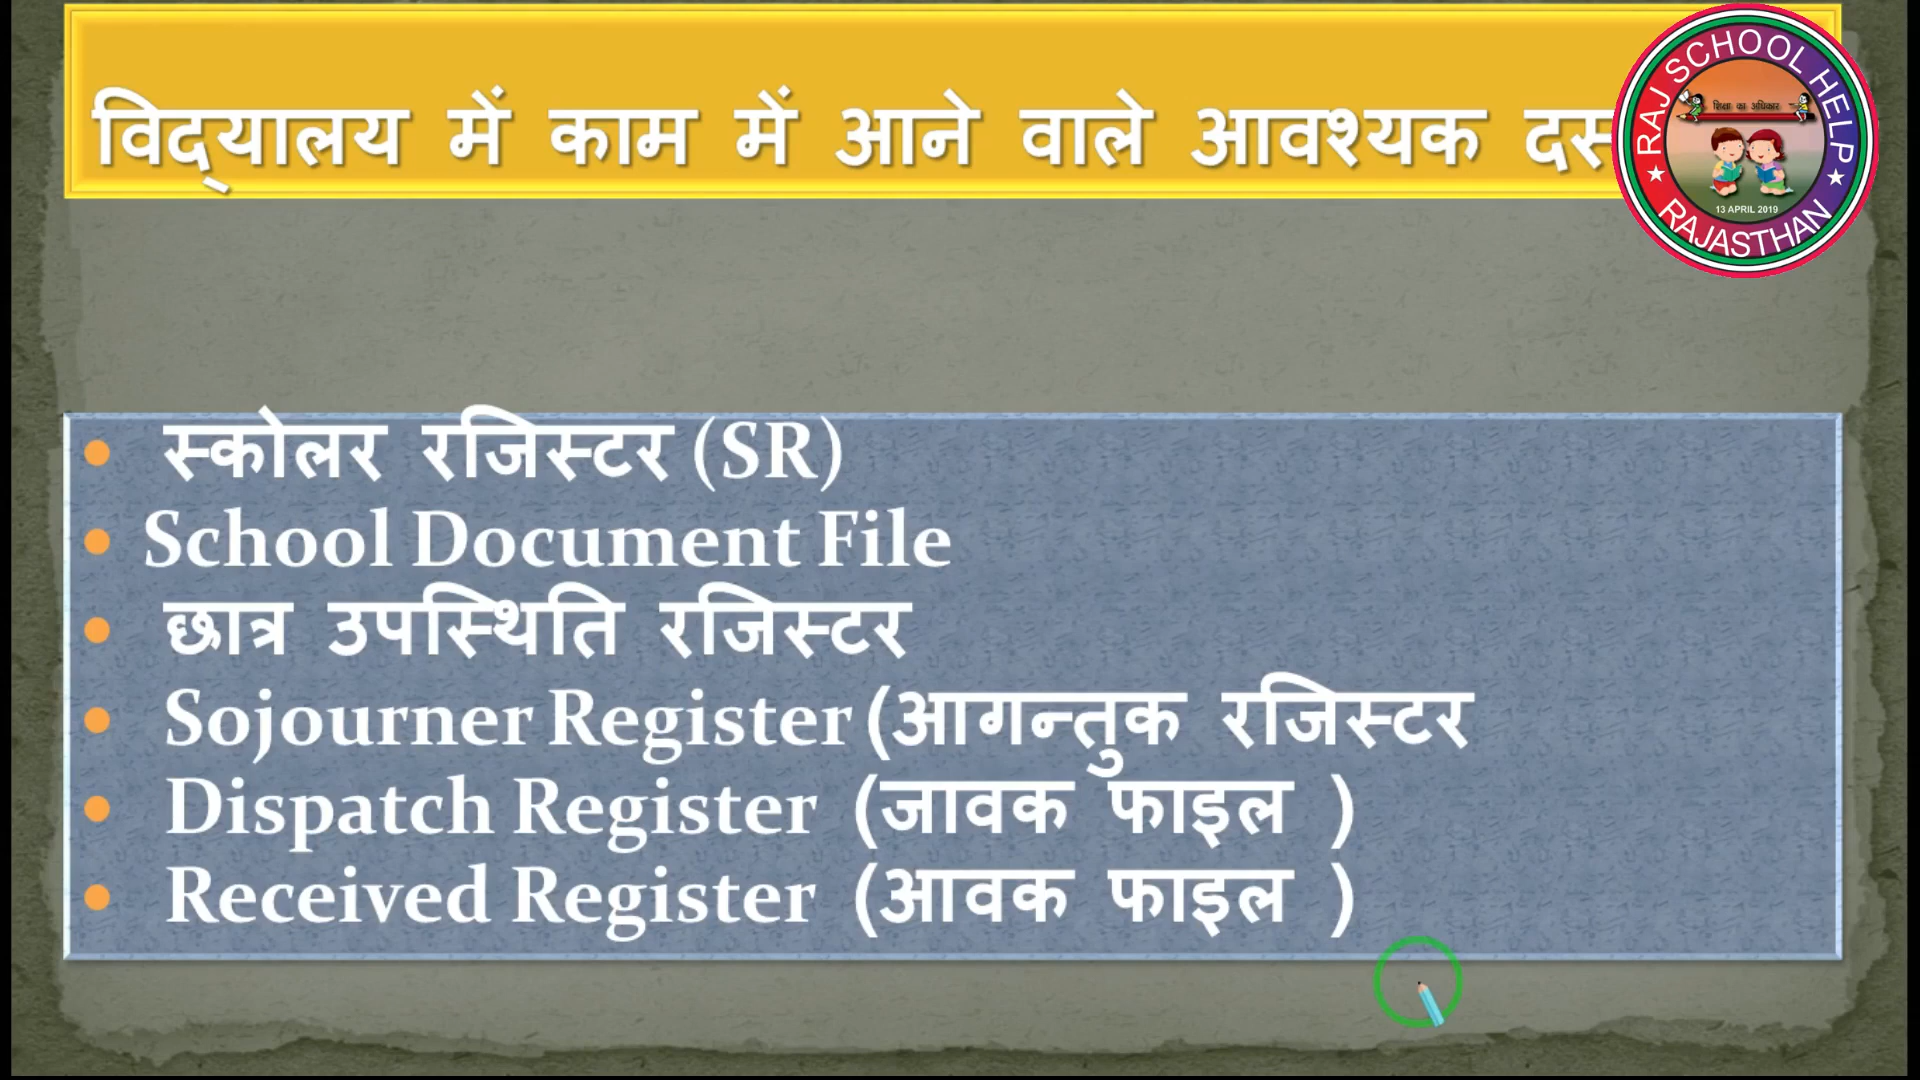 विद्यालय में काम में आने वाले आवश्यक
RAJ SCHOOL HELP
शिक्षा का अधिकार
13 APRIL 2019
RAJASTHAN
• स्कोलर रजिस्टर (SR)
• School Document File
• छात्र उपस्थिति रजिस्टर
• Sojourner Register (आगन्तुक रजिस्टर
• Dispatch Register (जावक फाइल )
• Received Register (आवक फाइल )